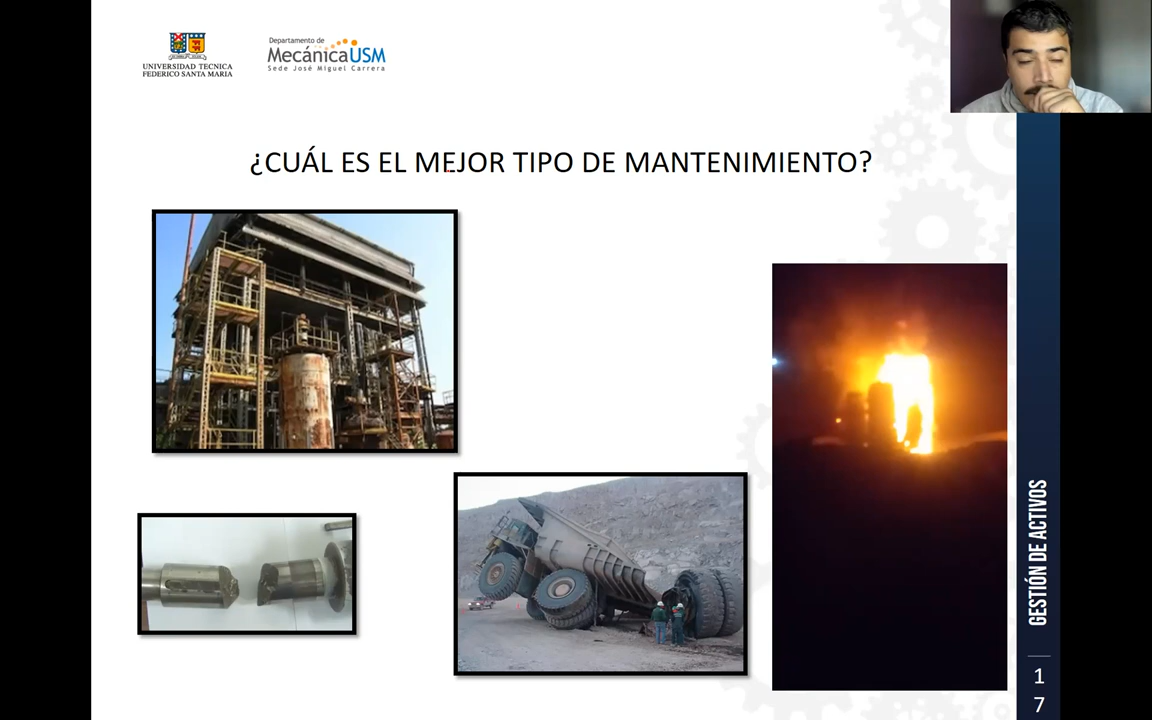 UNIVERSIDAD TECNICA
FEDERICO SANTA MARIA
Departamento de
MecánicaUSM
Sede José Miguel Carrera
¿CUÁL ES EL MEJOR TIPO DE MANTENIMIENTO?
GESTIÓN DE ACTIVOS
1
7